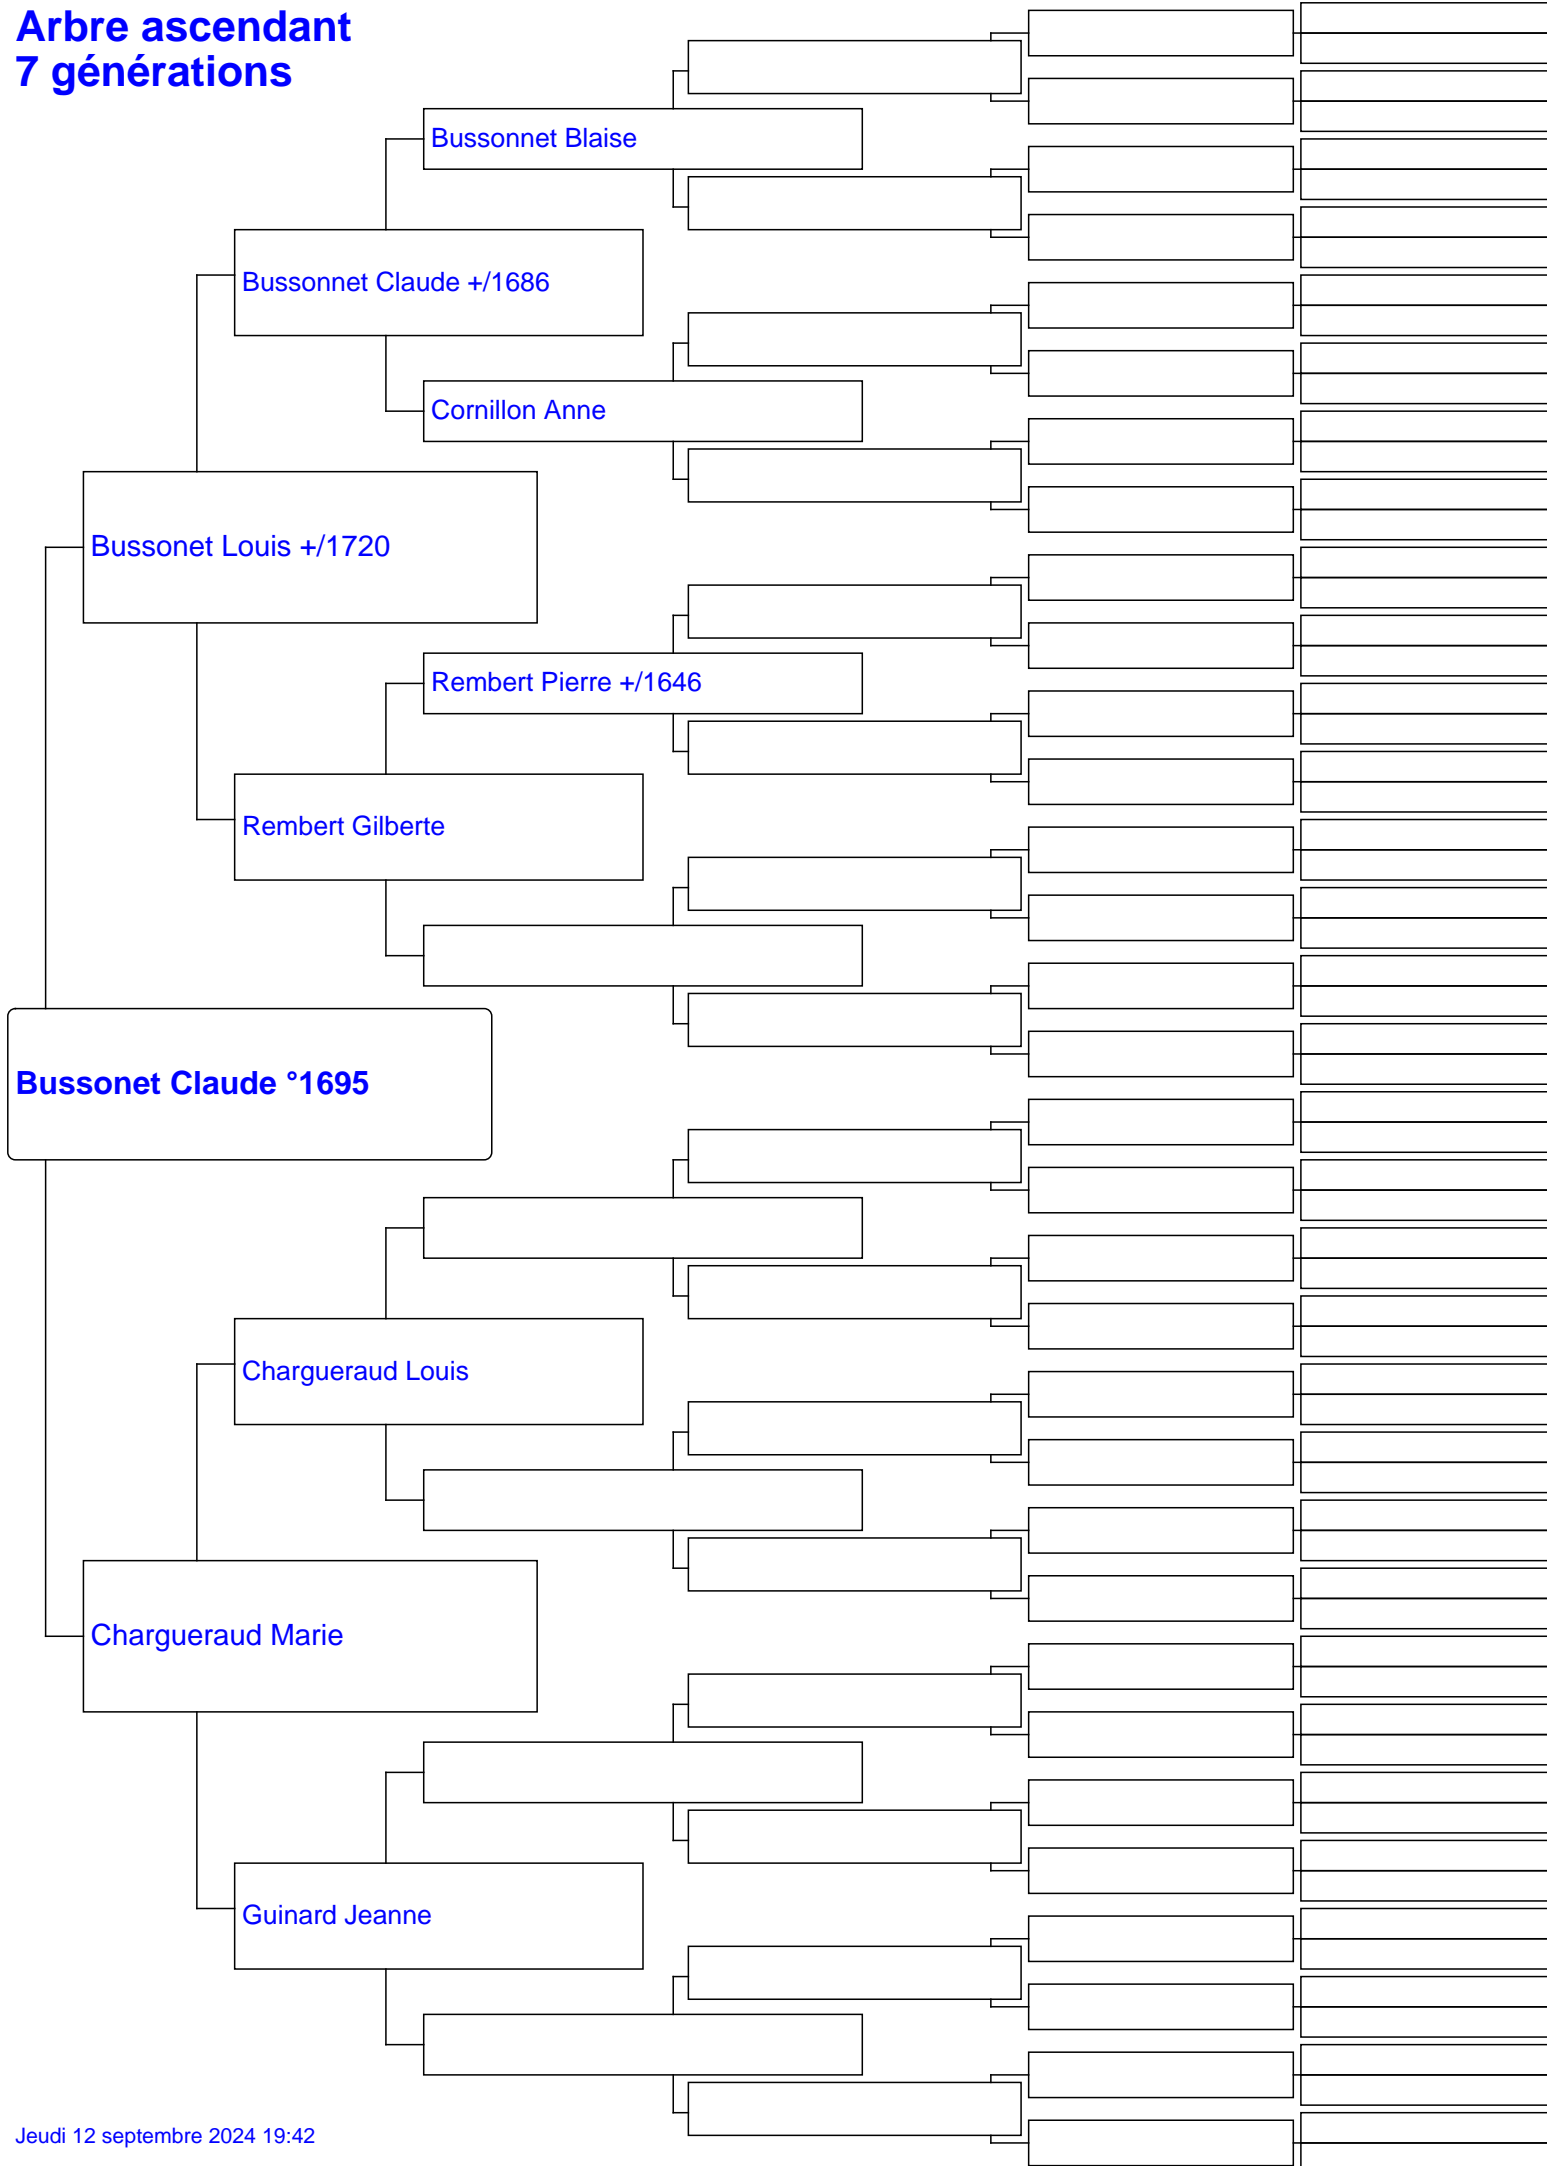 Arbre ascendant
7 générations
Bussonnet Blaise
Bussonnet Claude +/1686
Cornillon Anne
Bussonet Louis +/1720
Rembert Pierre +/1646
Rembert Gilberte
Bussonet Claude °1695
Chargueraud Louis
Chargueraud Marie
Guinard Jeanne
Jeudi 12 septembre 2024 19:42